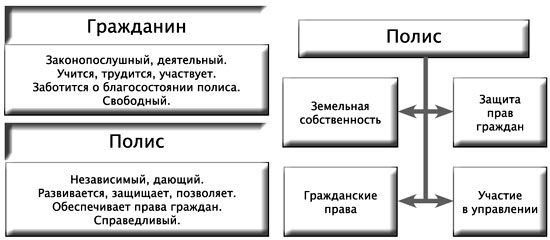 Гражданин
Законопослушный, деятельный.
Учится, трудится, участвует.
Заботится о благосостоянии полиса.
Свободный.
Полис
Независимый, дающий.
Развивается, защищает, позволяет.
Обеспечивает права граждан.
Справедливый.
Полис
Земельная
собственность
Защита
прав
граждан
Гражданские
права
Участие
в управлении